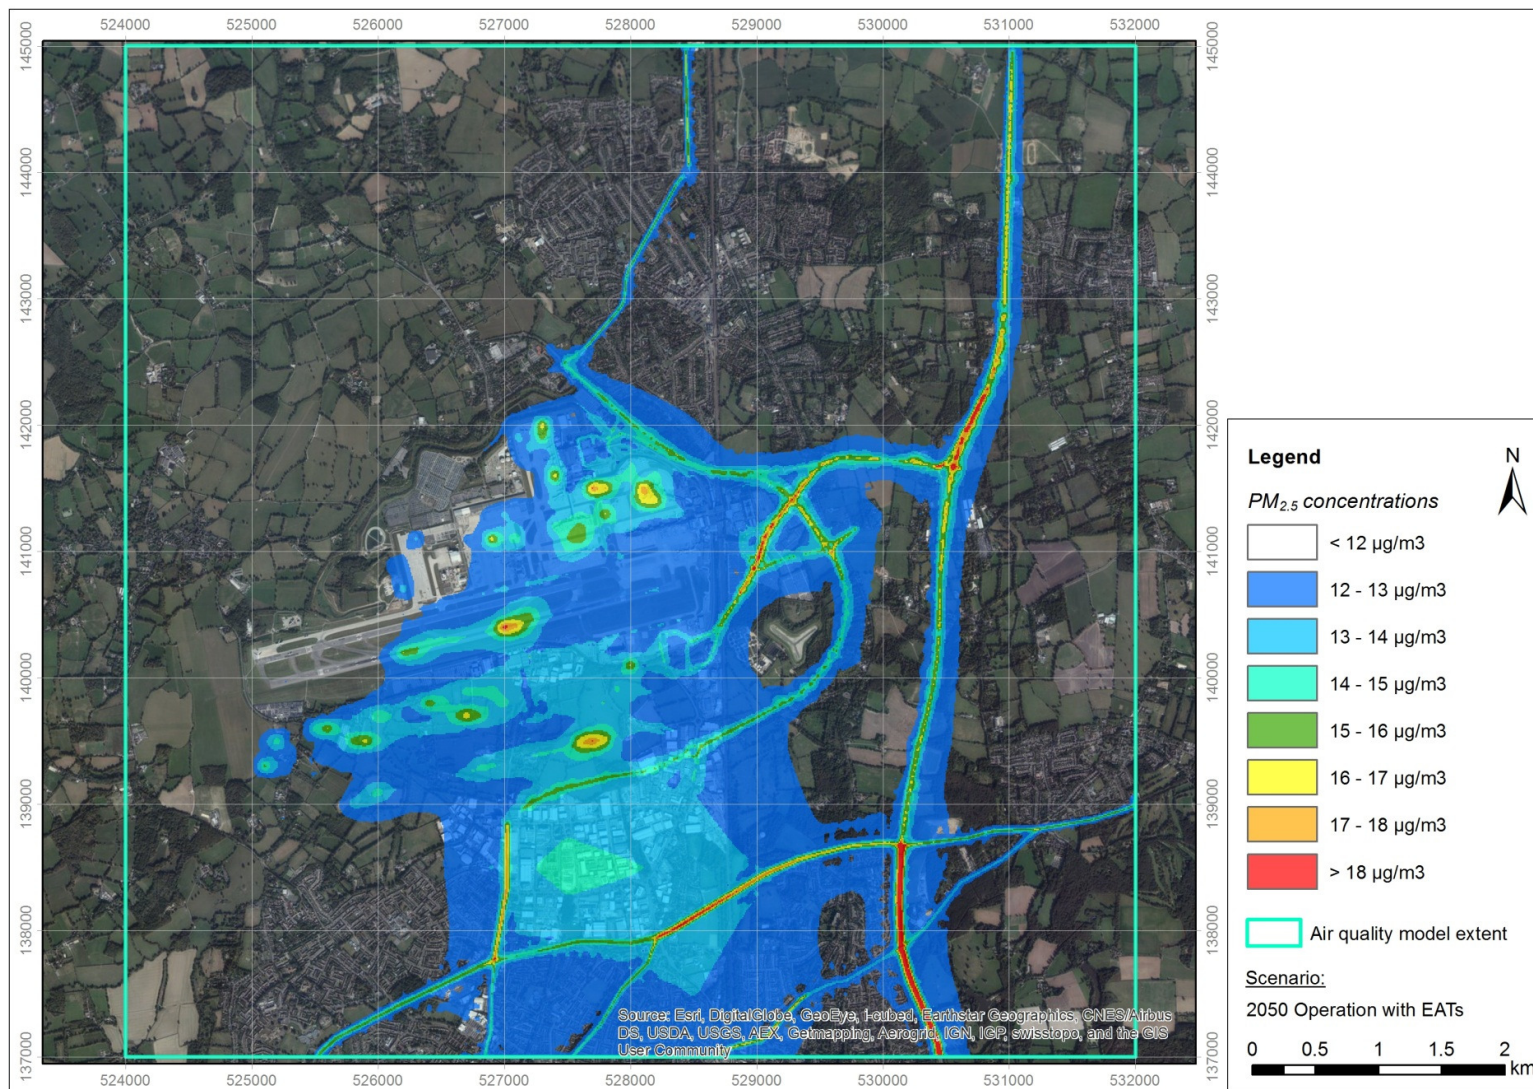 524000 525000 526000 527000 528000 529000 530000 531000 532000
145000 145000
144000 144000
143000 143000
142000 142000
141000 141000
140000 140000
139000 139000
138000 138000
137000 137000
Source: Esri, DigitalGlobe, GeoEye, i-cubed, Earthstar Geographics, CNES/Airbus
DS, USDA, USGS, AEX, Getmapping, Aerogrid, IGN, IGP, swisstopo, and the GIS
User Community
524000 525000 526000 527000 528000 529000 530000 531000 532000
Legend
N
PM2.5 concentrations
< 12 µg/m3
12 - 13 µg/m3
13 - 14 µg/m3
14 - 15 µg/m3
15 - 16 µg/m3
16 - 17 µg/m3
17 - 18 µg/m3
> 18 µg/m3
Air quality model extent
Scenario:
2050 Operation with EATs
0 0.5 1 1.5 2
km